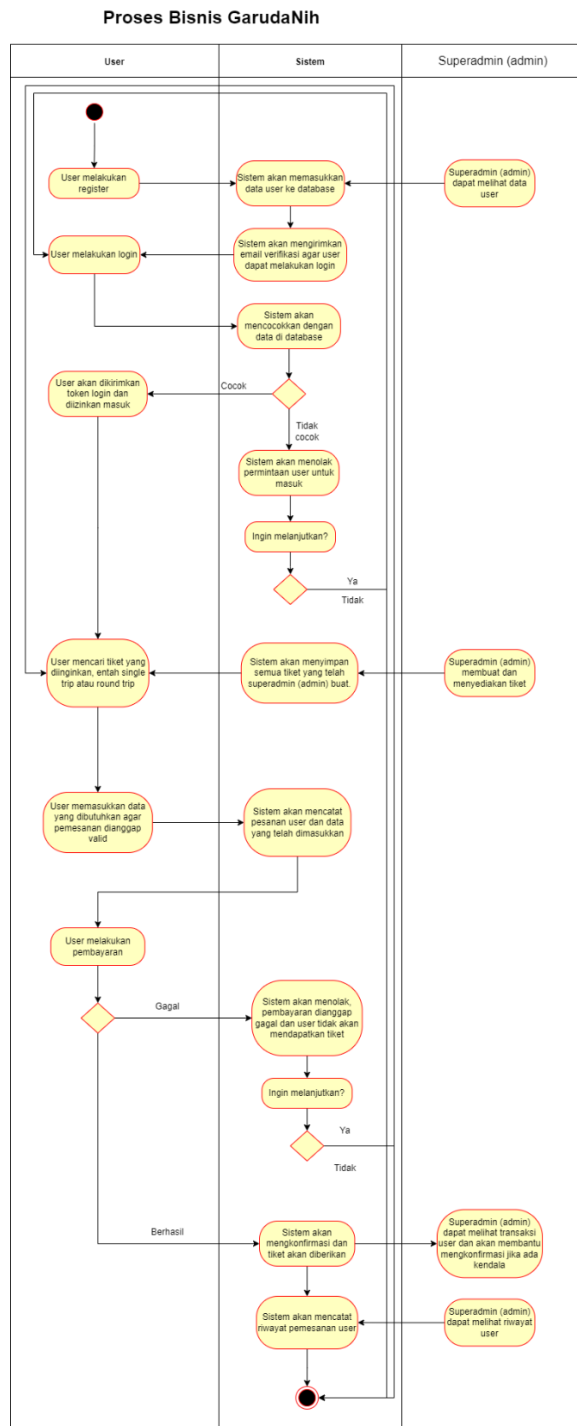 Proses Bisnis GarudaNih
User
Sistem
Superadmin (admin)
User melakukan
register
Sistem akan memasukkan
data user ke database
Superadmin (admin)
dapat melihat data
user
User melakukan login
Sistem akan mengirimkan
email verifikasi agar user
dapat melakukan login
Sistem akan
mencocokkan dengan
data di database
User akan dikirimkan
token login dan
diizinkan masuk
Cocok
Tidak
cocok
Sistem akan menolak
permintaan user untuk
masuk
Ingin melanjutkan?
Ya
Tidak
User mencari tiket yang
diinginkan, entah single
trip atau round trip
Sistem akan menyimpan
semua tiket yang telah
superadmin (admin) buat.
Superadmin (admin)
membuat dan
menyediakan tiket
User memasukkan data
yang dibutuhkan agar
pemesanan dianggap
valid
Sistem akan mencatat
pesanan user dan data
yang telah dimasukkan
User melakukan
pembayaran
Gagal
Sistem akan menolak,
pembayaran dianggap
gagal dan user tidak akan
mendapatkan tiket
Ingin melanjutkan?
Ya
Tidak
Berhasil
Sistem akan
mengkonfirmasi dan
tiket akan diberikan
Superadmin (admin)
dapat melihat transaksi
user dan akan membantu
mengkonfirmasi jika ada
kendala
Sistem akan mencatat
riwayat pemesanan user
Superadmin (admin)
dapat melihat riwayat
user